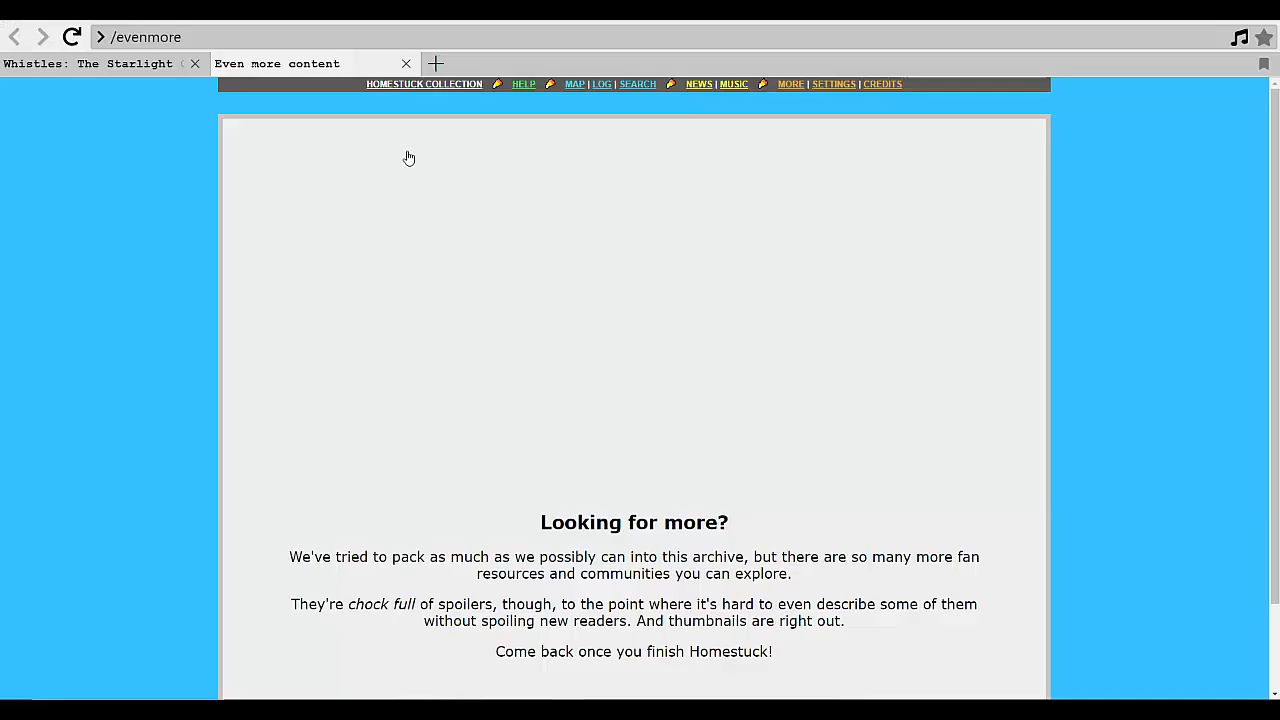 /evenmore
Whistles: The Starlight
Even more content
HOMESTUCK COLLECTION HELP MAP | LOG | SEARCH NEWS | MUSIC MORE | SETTINGS | CREDITS
Looking for more?
We've tried to pack as much as we possibly can into this archive, but there are so many more fan
resources and communities you can explore.
They're chock full of spoilers, though, to the point where it's hard to even describe some of them
without spoiling new readers. And thumbnails are right out.
Come back once you finish Homestuck!